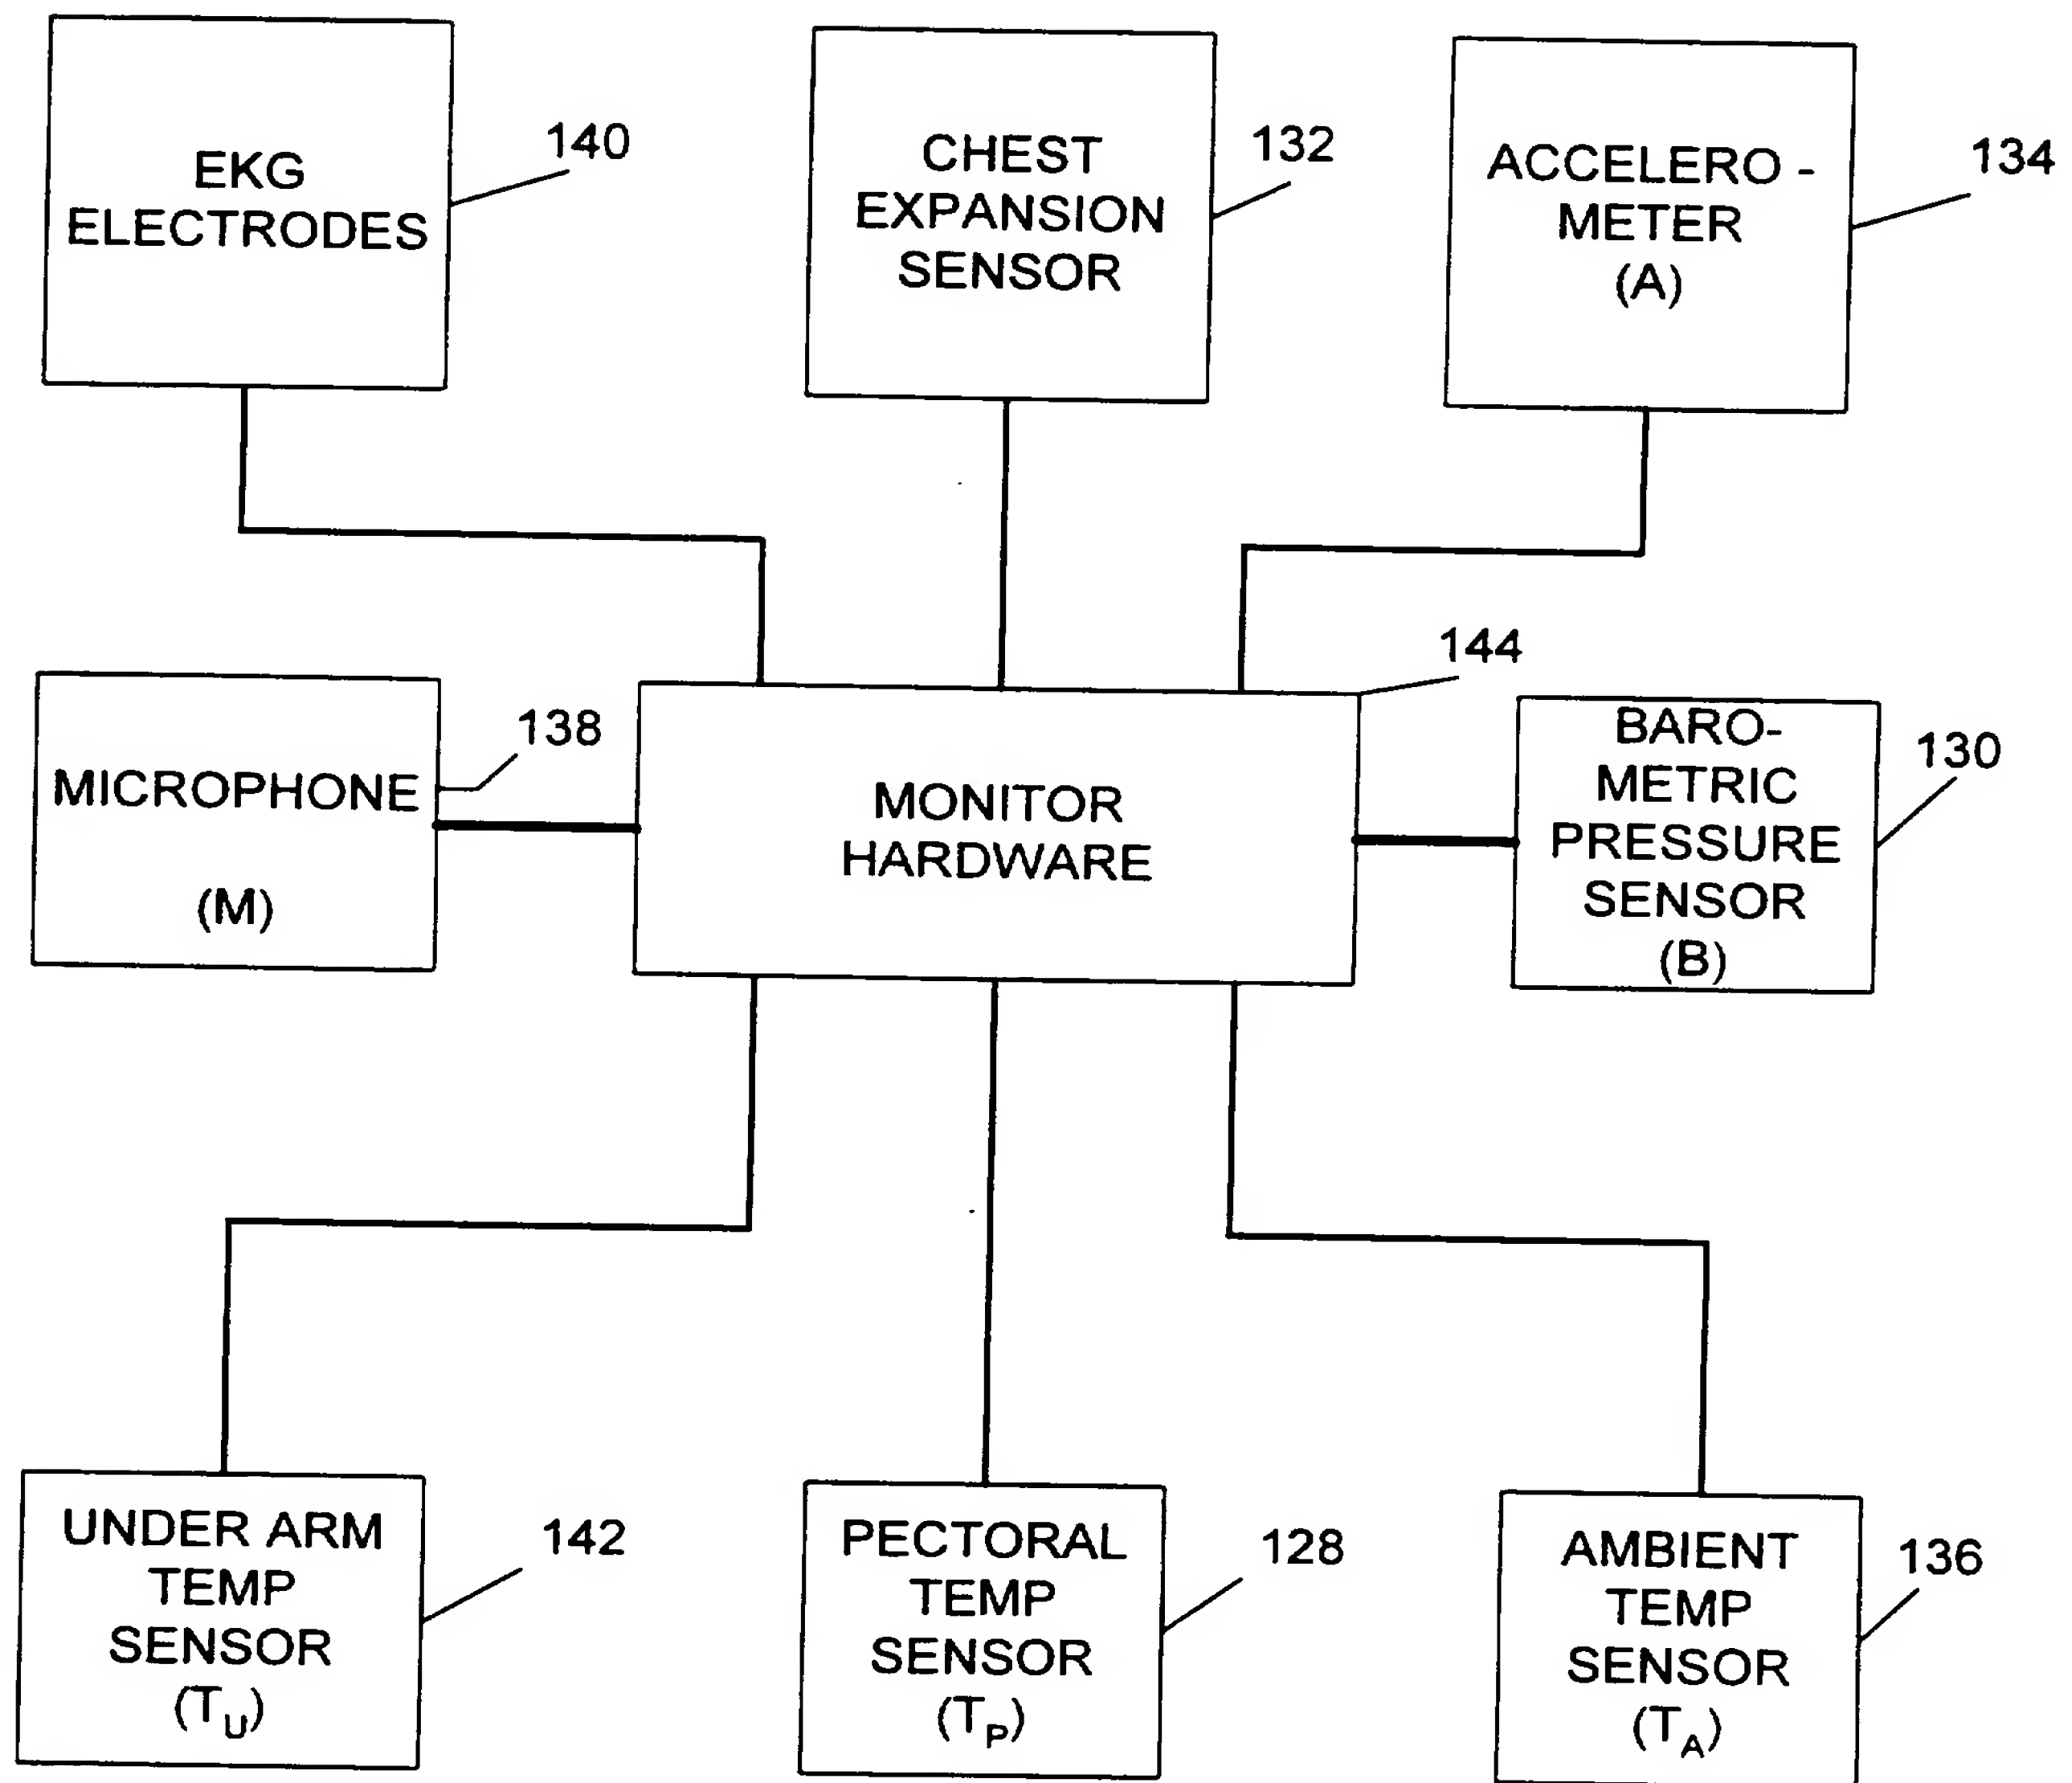 EKG
ELECTRODES
140
CHEST
EXPANSION
SENSOR
132
ACCELERO -
METER
(A)
134
MICROPHONE
(M)
138
MONITOR
HARDWARE
144
BARO-
METRIC
PRESSURE
SENSOR
(B)
130
UNDER ARM
TEMP
SENSOR
(TU)
142
PECTORAL
TEMP
SENSOR
(TP)
128
AMBIENT
TEMP
SENSOR
(TA)
136